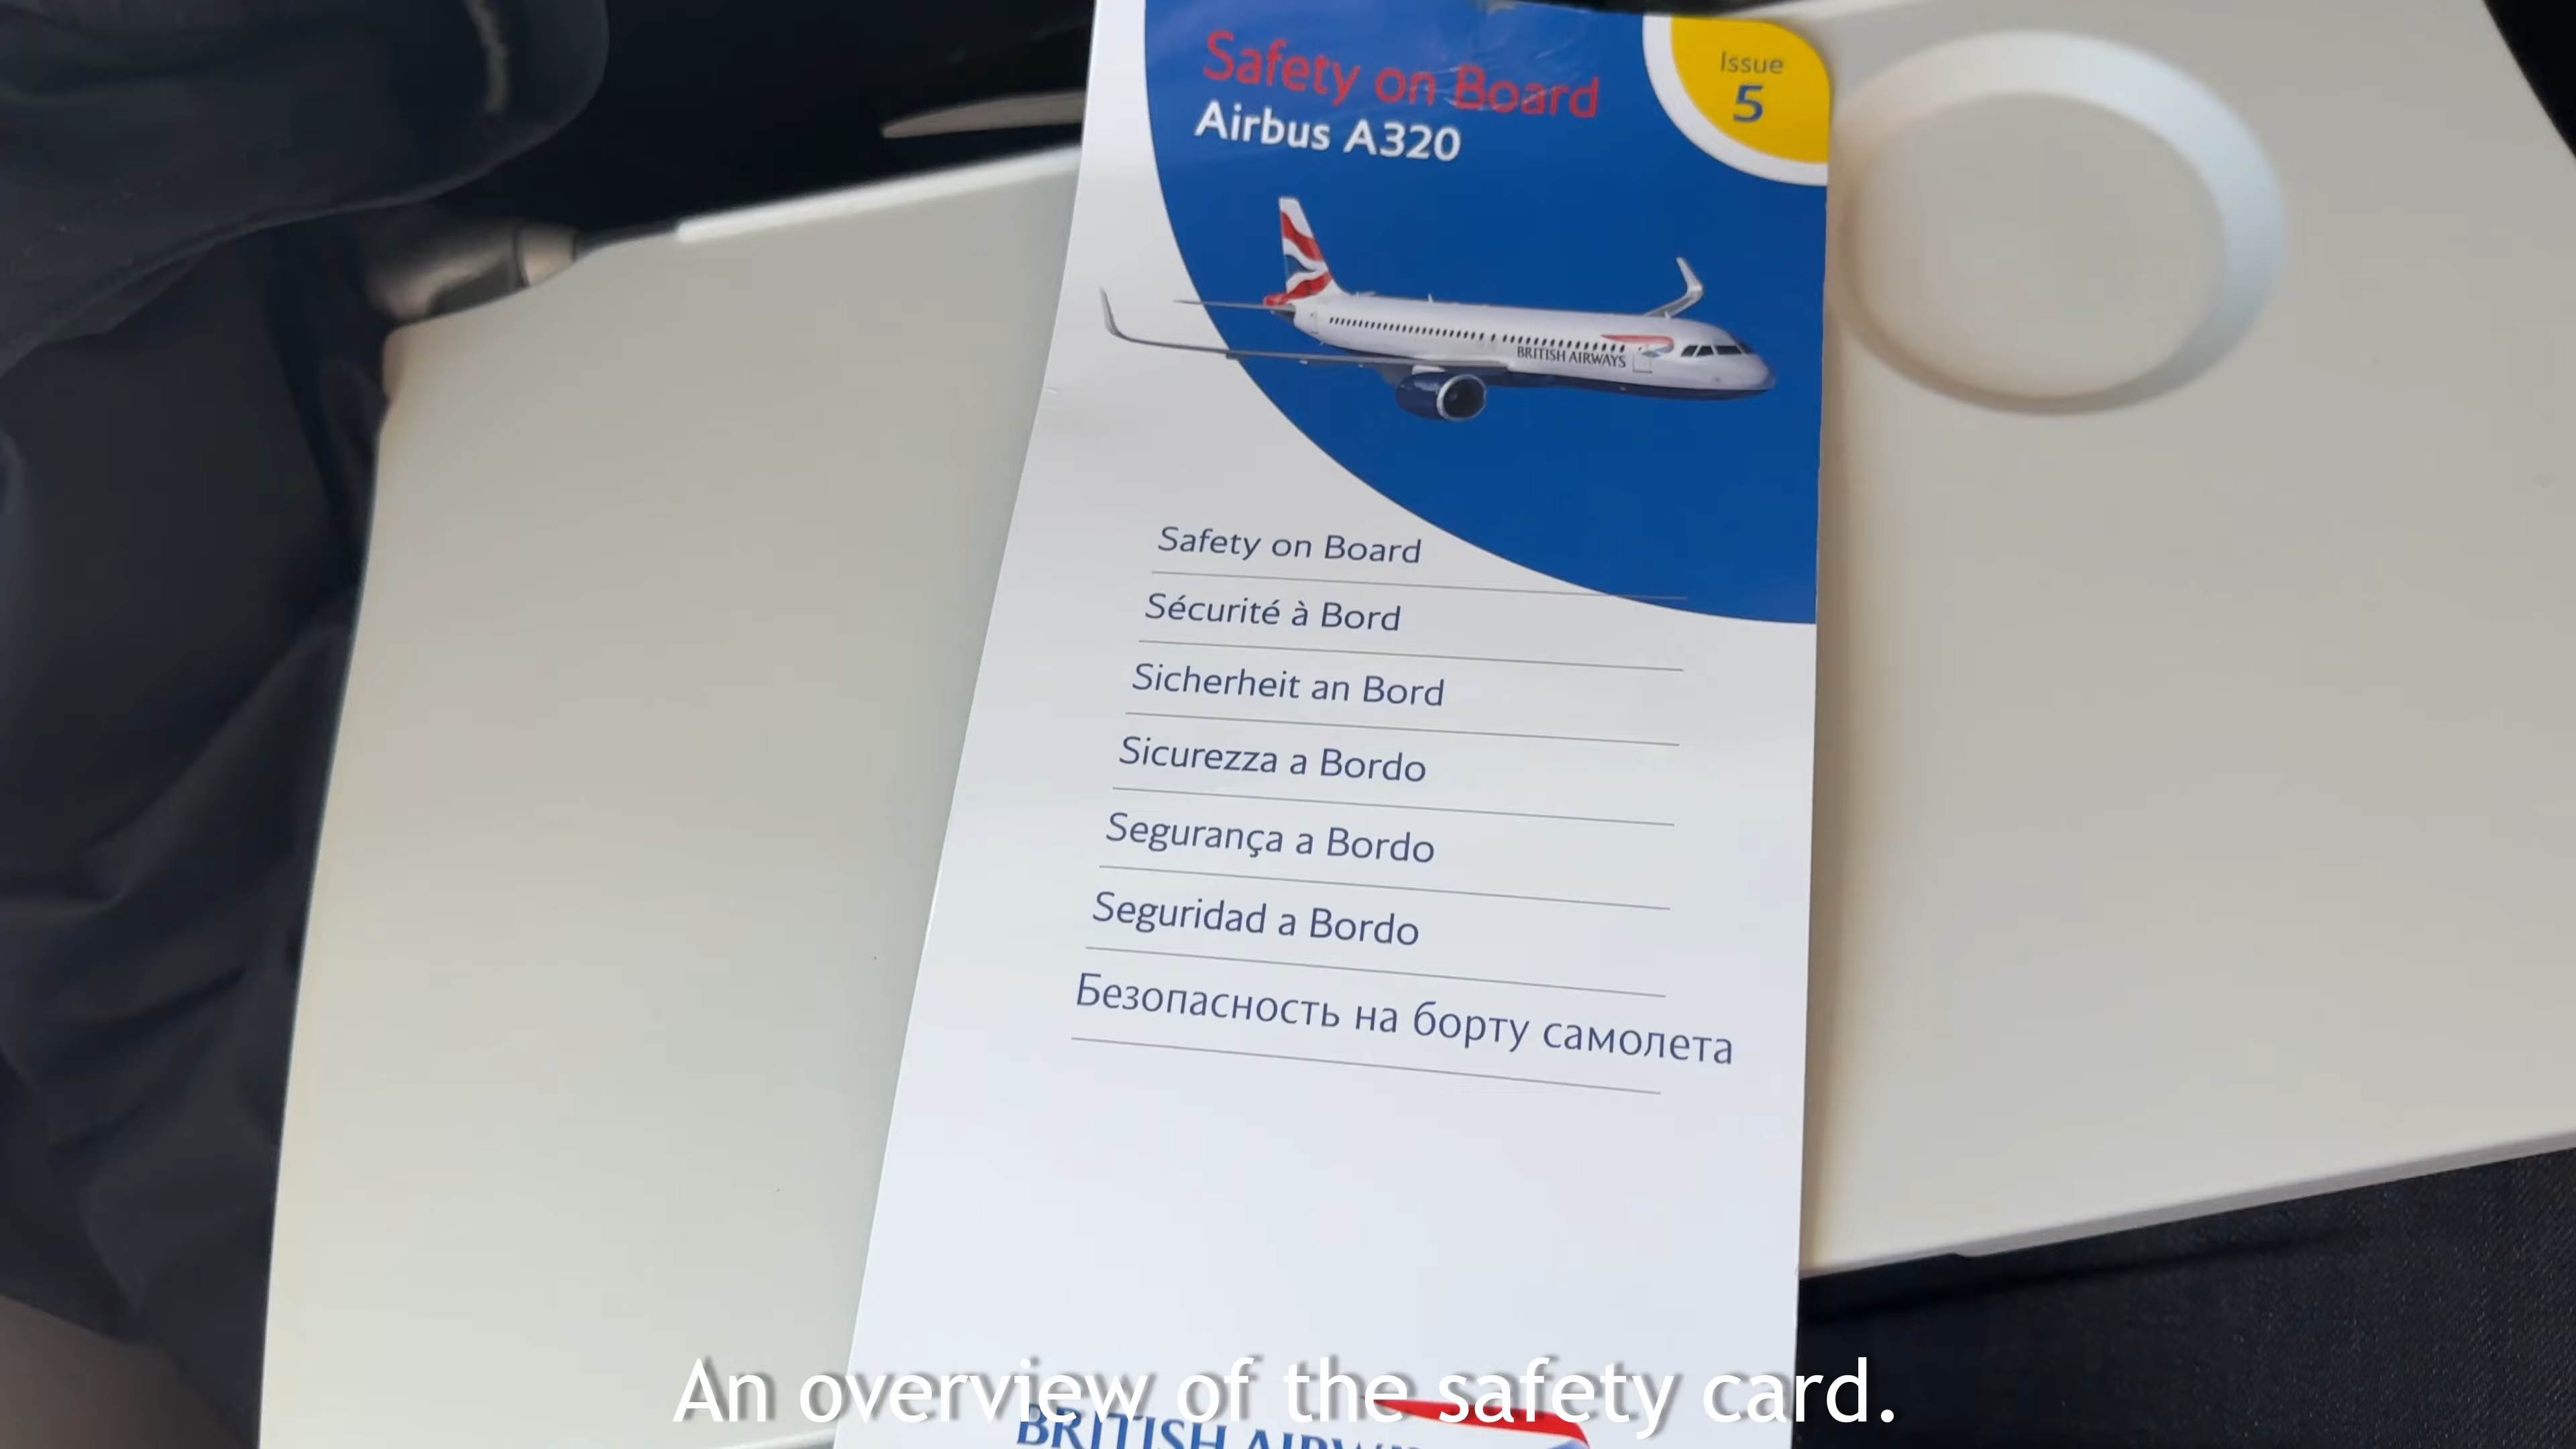 Safety on Board
Airbus A320
Issue
5
BRITISH AIRWAYS
Safety on Board
Sécurité à Bord
Sicherheit an Bord
Sicurezza a Bordo
Segurança a Bordo
Seguridad a Bordo
Безопасность на борту самолета
An overview of the safety card.
BRITISH